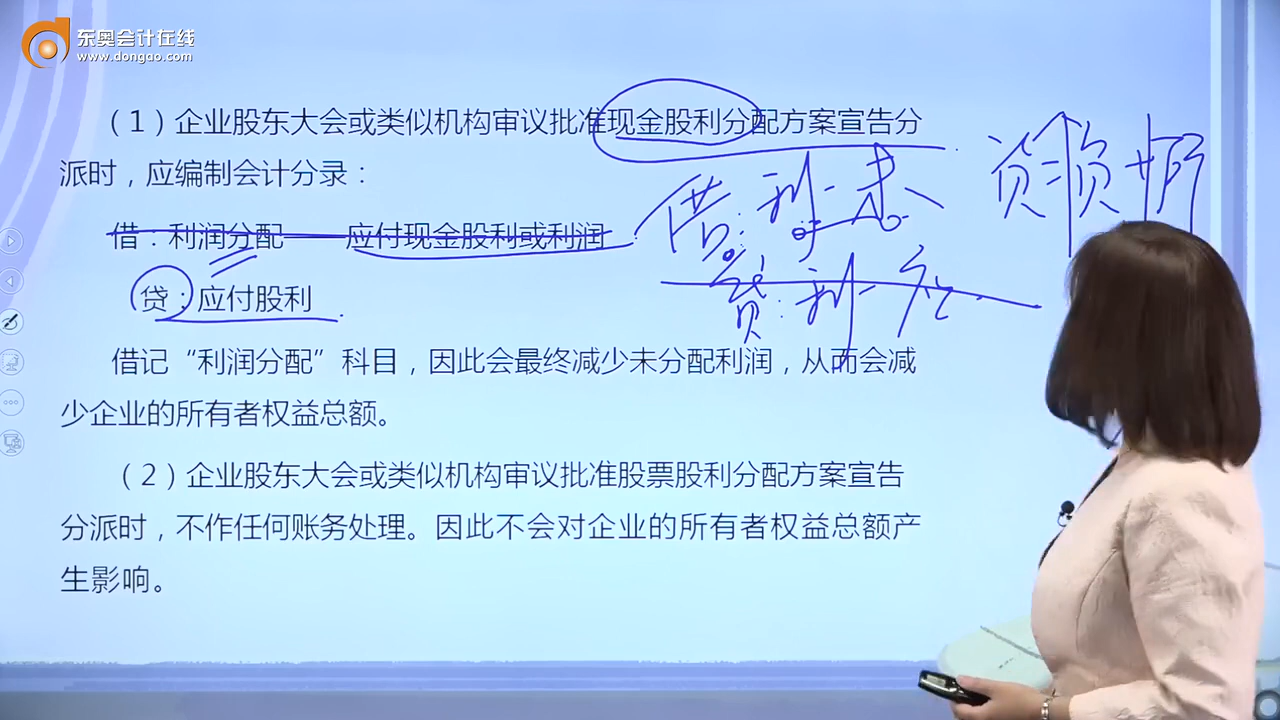 东奥会计在线
www.dongao.com
（1）企业股东大会或类似机构审议批准现金股利分配方案宣告分
派时，应编制会计分录：
借：利润分配——应付现金股利或利润
贷：应付股利
借记“利润分配”科目，因此会最终减少未分配利润，从而会减
少企业的所有者权益总额。
（2）企业股东大会或类似机构审议批准股票股利分配方案宣告
分派时，不作任何账务处理。因此不会对企业的所有者权益总额产
生影响。
借：利-未
贷：利-应